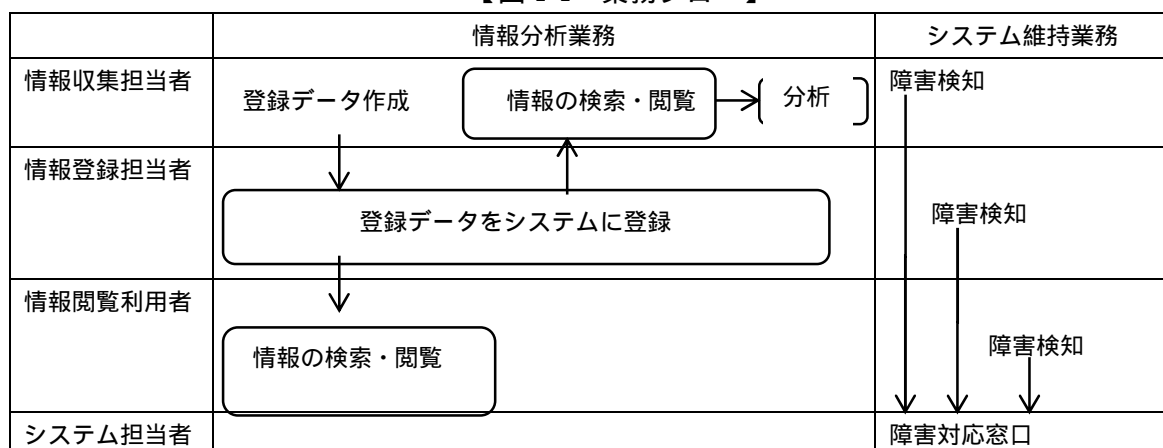 情報分析業務
システム維持業務
情報収集担当者
登録データ作成
情報の検索・閲覧
分析
障害検知
情報登録担当者
登録データをシステムに登録
障害検知
情報閲覧利用者
情報の検索・閲覧
障害検知
システム担当者
障害対応窓口